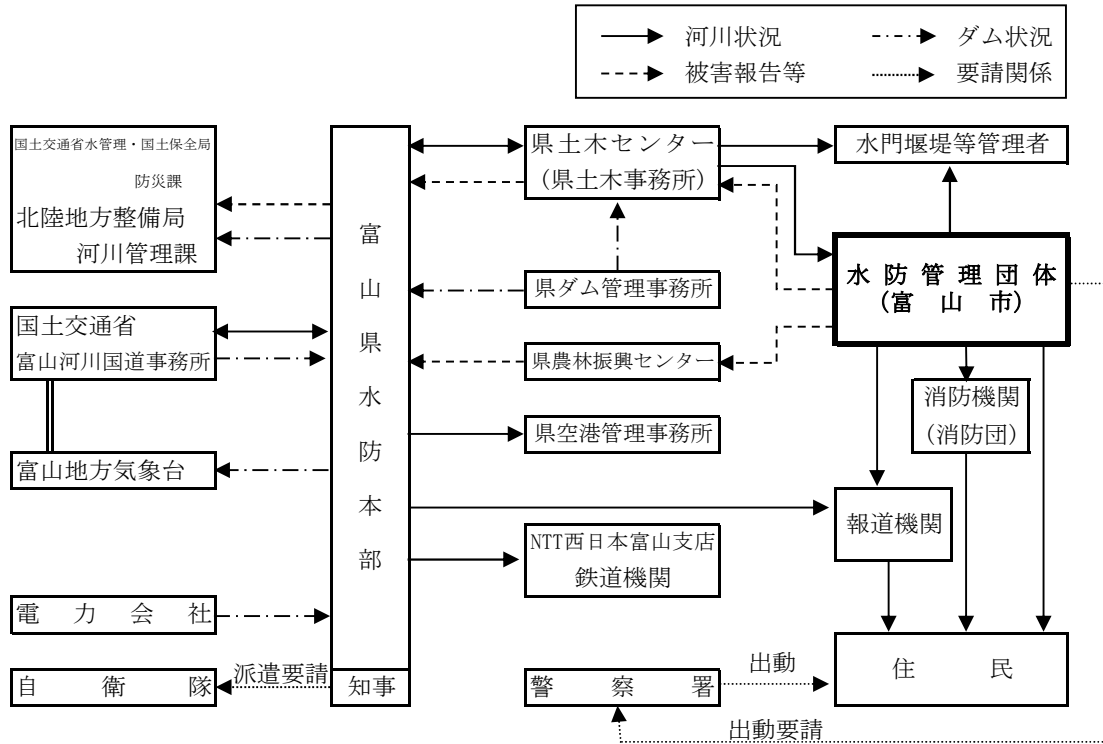 河川状況
ダム状況
被害報告等
要請関係
国土交通省水管理・国土保全局
防災課
北陸地方整備局
河川管理課
国土交通省
富山河川国道事務所
富山地方気象台
電力会社
自衛隊
派遣要請
富山県水防本部
知事
県土木センター
(県土木事務所)
県ダム管理事務所
県農林振興センター
県空港管理事務所
NTT西日本富山支店
鉄道機関
警察署
出動
出動要請
水門堰堤等管理者
水防管理団体
(富山市)
消防機関
(消防団)
報道機関
住民